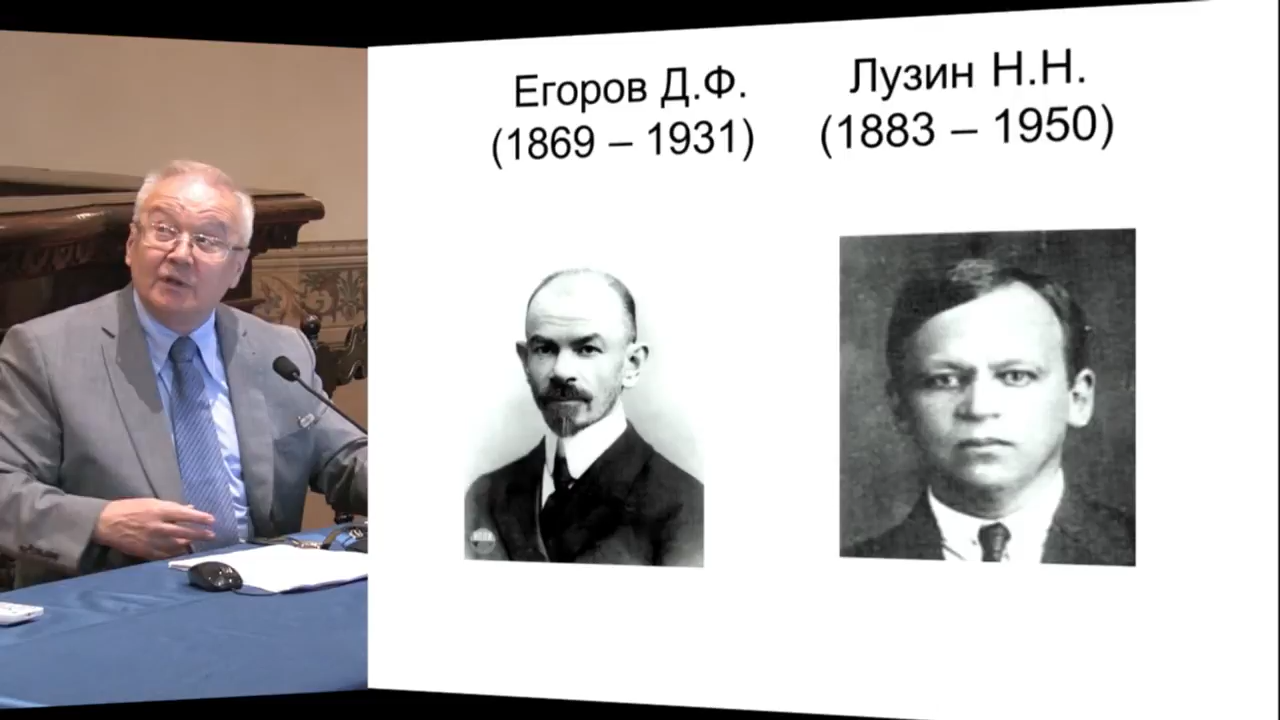 Егоров Д.Ф.
(1869 – 1931)
Лузин Н.Н.
(1883 – 1950)